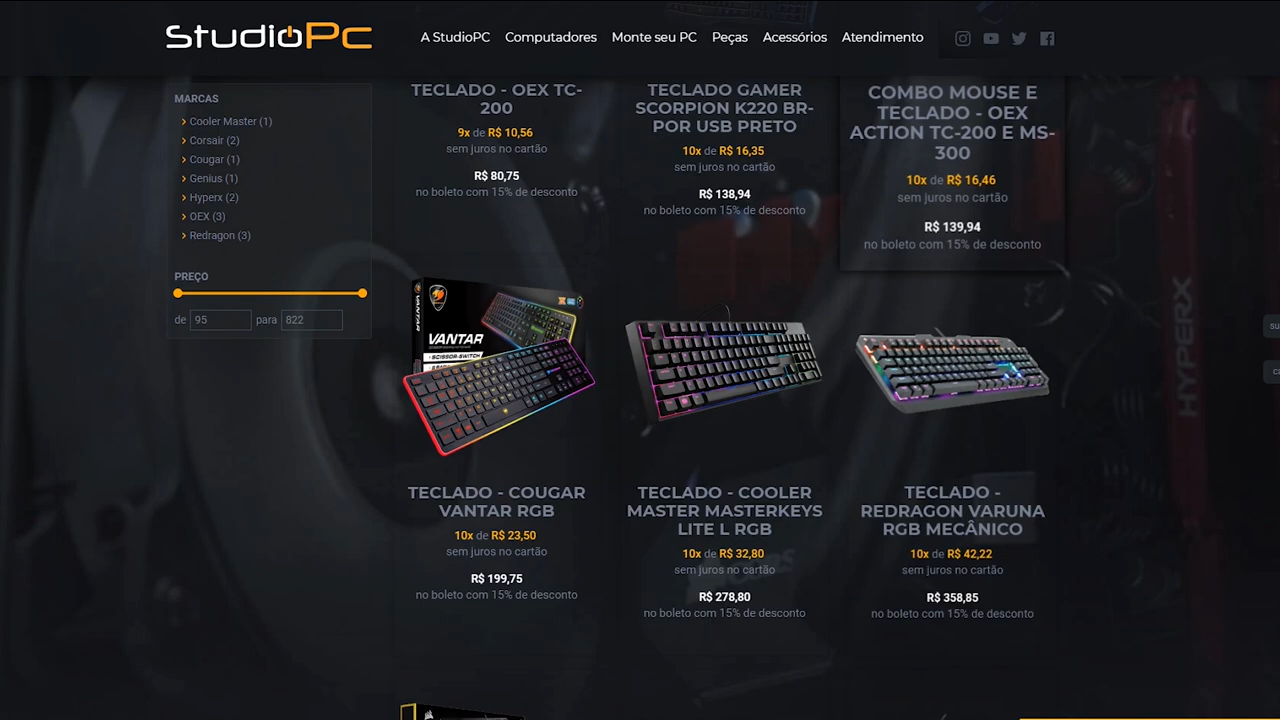 StudioPc
A StudioPC
Computadores
Monte seu PC
Peças
Acessórios
Atendimento
MARCAS
Cooler Master (1)
Corsair (2)
Cougar (1)
Genius (1)
Hyperx (2)
OEX (3)
Redragon (3)
PREÇO
de 95 para 822
TECLADO - OEX TC-
200
9x de R$ 10,56
sem juros no cartão
R$ 80,75
no boleto com 15% de desconto
TECLADO GAMER
SCORPION K220 BR-
POR USB PRETO
10x de R$ 16,35
sem juros no cartão
R$ 138,94
no boleto com 15% de desconto
COMBO MOUSE E
TECLADO - OEX
ACTION TC-200 E MS-
300
10x de R$ 16,46
sem juros no cartão
R$ 139,94
no boleto com 15% de desconto
VANTAR
VANTAR
SCISSOR-SWITCH
TECLADO - COUGAR
VANTAR RGB
10x de R$ 23,50
sem juros no cartão
R$ 199,75
no boleto com 15% de desconto
TECLADO - COOLER
MASTER MASTERKEYS
LITE L RGB
10x de R$ 32,80
sem juros no cartão
R$ 278,80
no boleto com 15% de desconto
TECLADO -
REDRAGON VARUNA
RGB MECÂNICO
10x de R$ 42,22
sem juros no cartão
R$ 358,85
no boleto com 15% de desconto
HYPERX
su
ca